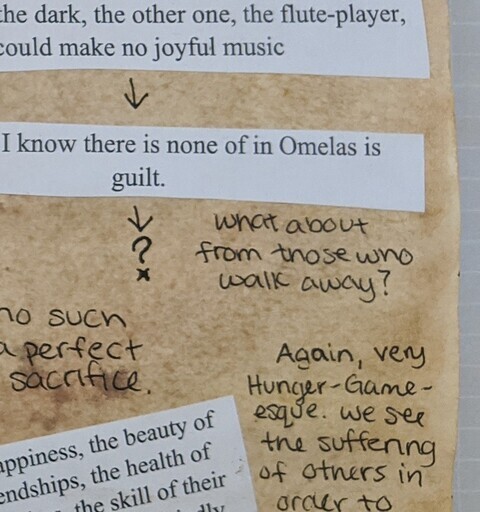 the dark, the other one, the flute-player,
could make no joyful music
I know there is none of in Omelas is
guilt.
?
what about
from those who
walk away?
no such
a perfect
sacrifice.
Again, very
Hunger-Game-
esque. we see
the suffering
of others in
order to
appiness, the beauty of
endships, the health of
the skill of their
dly